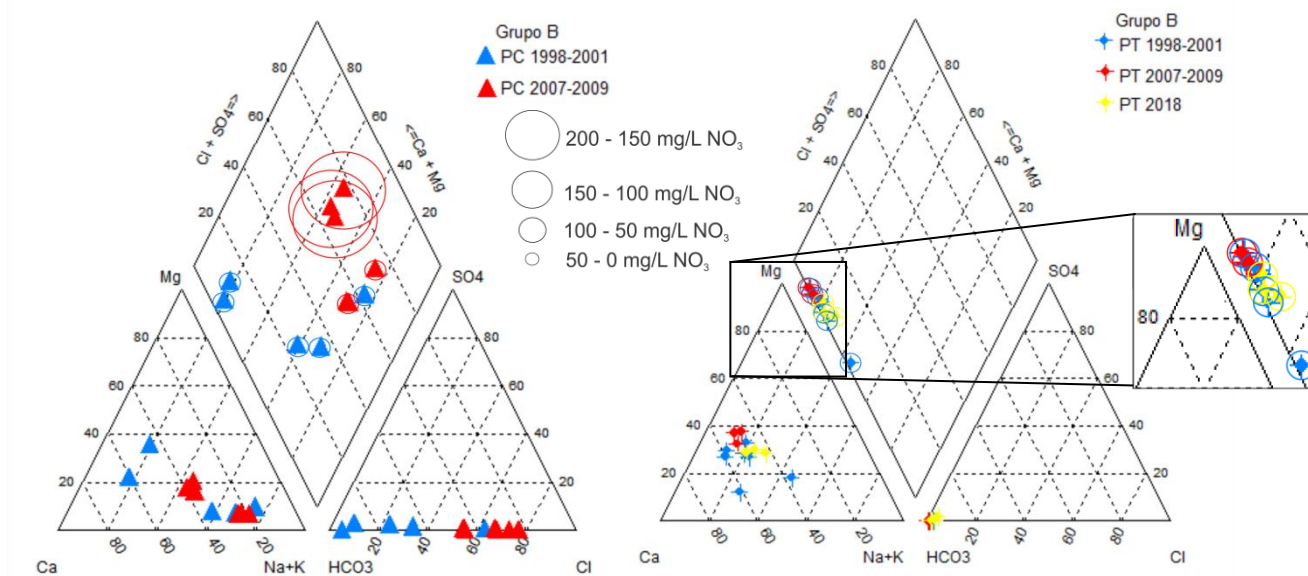 Grupo B
PC 1998-2001
PC 2007-2009
200 - 150 mg/L NO3
150 - 100 mg/L NO3
100 - 50 mg/L NO3
50 - 0 mg/L NO3
80
80
60
60
40
40
20
20
Cl + SO4=>
<=Ca + Mg
Mg
SO4
80
80
60
60
40
40
20
20
80
60
40
20
20
40
60
80
Ca
Na+K
HCO3
Cl
Grupo B
PT 1998-2001
PT 2007-2009
PT 2018
80
80
60
60
40
40
20
20
Cl + SO4=>
<=Ca + Mg
Mg
SO4
80
80
60
60
40
40
20
20
80
60
40
20
20
40
60
80
Ca
Na+K
HCO3
Cl
Mg
80